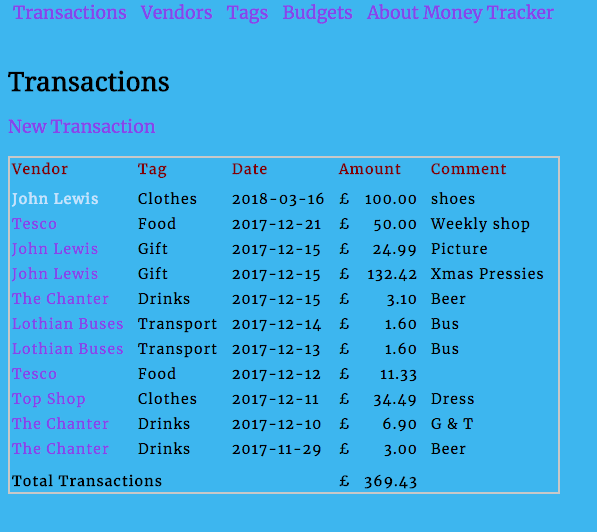 Transactions Vendors Tags Budgets About Money Tracker
Transactions
New Transaction
Vendor Tag Date Amount Comment
John Lewis Clothes 2018-03-16 £ 100.00 shoes
Tesco Food 2017-12-21 £ 50.00 Weekly shop
John Lewis Gift 2017-12-15 £ 24.99 Picture
John Lewis Gift 2017-12-15 £ 132.42 Xmas Pressies
The Chanter Drinks 2017-12-15 £ 3.10 Beer
Lothian Buses Transport 2017-12-14 £ 1.60 Bus
Lothian Buses Transport 2017-12-13 £ 1.60 Bus
Tesco Food 2017-12-12 £ 11.33
Top Shop Clothes 2017-12-11 £ 34.49 Dress
The Chanter Drinks 2017-12-10 £ 6.90 G & T
The Chanter Drinks 2017-11-29 £ 3.00 Beer
Total Transactions £ 369.43